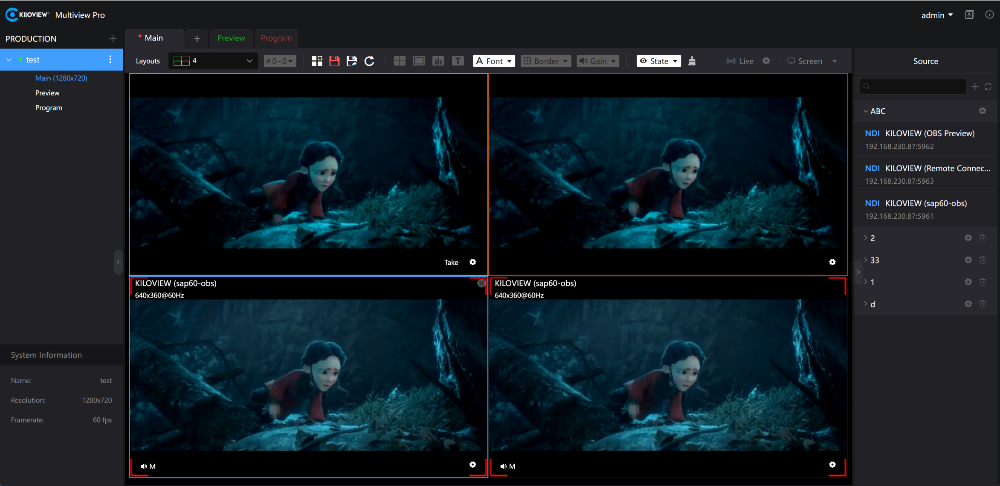 KILOVIEW® Multiview Pro
admin
PRODUCTION
* Main
Preview
Program
test
Layouts
4
#0~0
T
A Font
Border
Gain
State
Live
Screen
Source
Main (1280x720)
Preview
Program
ABC
NDI KILOVIEW (OBS Preview)
192.168.230.87:5962
NDI KILOVIEW (Remote Connec...
192.168.230.87:5963
NDI KILOVIEW (sap60-obs)
192.168.230.87:5961
2
33
1
d
Take
KILOVIEW (sap60-obs)
640x360@60Hz
M
KILOVIEW (sap60-obs)
640x360@60Hz
M
System Information
Name: test
Resolution: 1280x720
Framerate: 60 fps